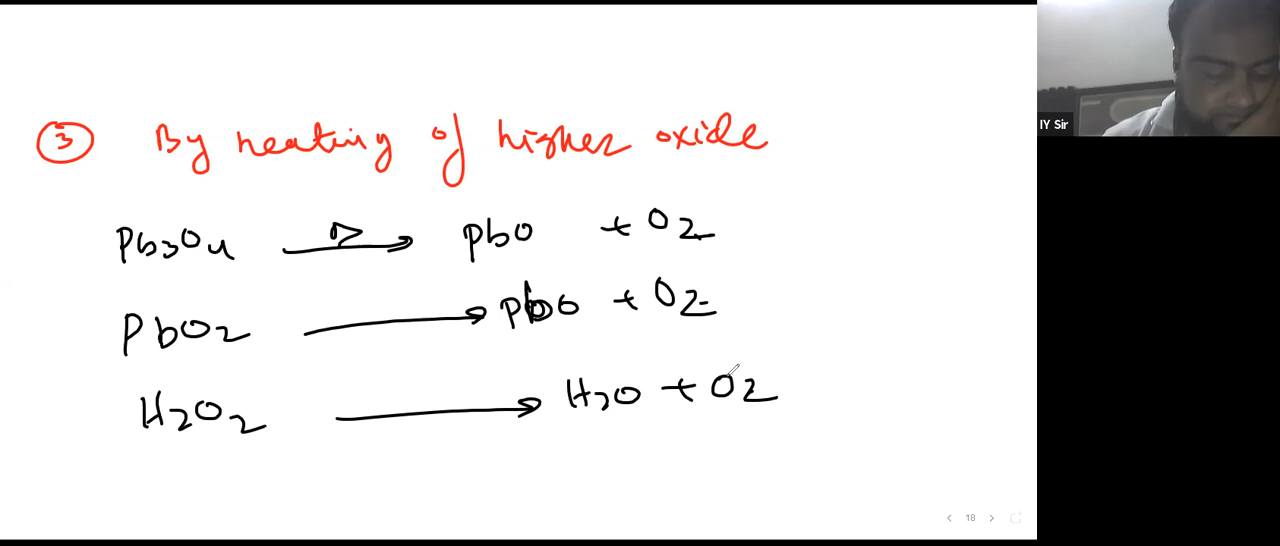 ③ By heating of higher oxide
IY Sir
Pb3O4 →Δ PbO + O2
PbO2 → PbO + O2
H2O2 → H2O + O2
< 18 >